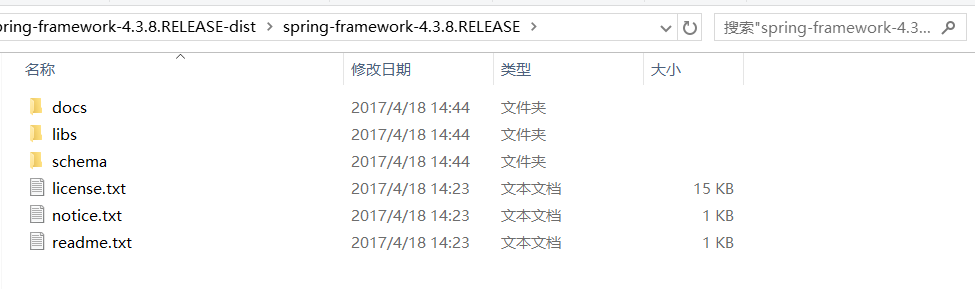 ring-framework-4.3.8.RELEASE-dist > spring-framework-4.3.8.RELEASE > 搜索"spring-framework-4.3...
名称 修改日期 类型 大小
docs 2017/4/18 14:44 文件夹
libs 2017/4/18 14:44 文件夹
schema 2017/4/18 14:44 文件夹
license.txt 2017/4/18 14:23 文本文档 15 KB
notice.txt 2017/4/18 14:23 文本文档 1 KB
readme.txt 2017/4/18 14:23 文本文档 1 KB